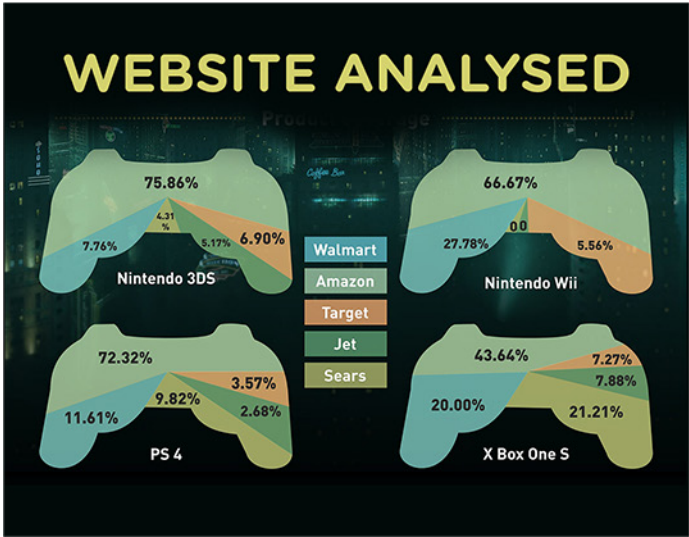 WEBSITE ANALYSED
75.86%
4.31
%
7.76%
5.17%
6.90%
Nintendo 3DS
66.67%
0 0
27.78%
5.56%
Nintendo Wii
Coffee Bar
Walmart
Amazon
Target
Jet
Sears
72.32%
3.57%
9.82%
2.68%
11.61%
PS 4
43.64%
7.27%
7.88%
20.00%
21.21%
X Box One S